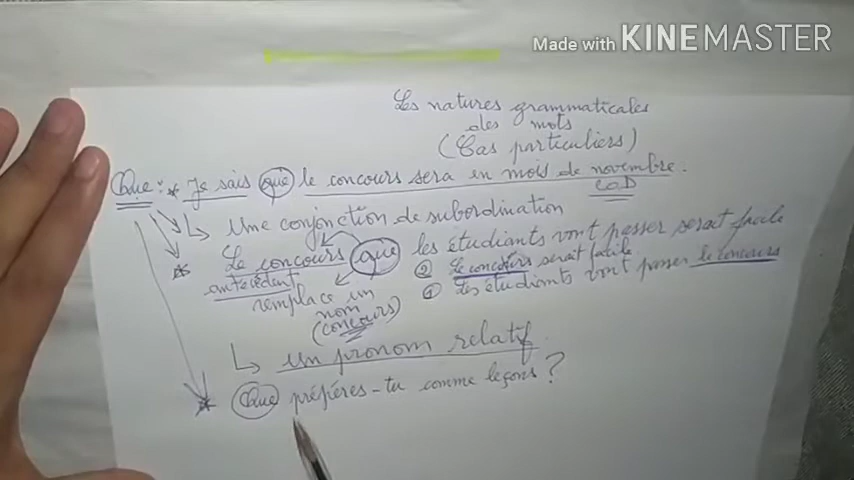 Made with KINEMASTER
Les natures grammaticales
des mots
(Cas particuliers)
Que : * Je sais que le concours sera en mois de novembre.
COD
↳ Une conjonction de subordination
* Le concours que les étudiants vont passer serait facile
antécédent
② Le concours serait facile.
① Les étudiants vont passer le concours
remplace un
nom
(concours)
↳ Un pronom relatif.
* Que préfères-tu comme leçons ?